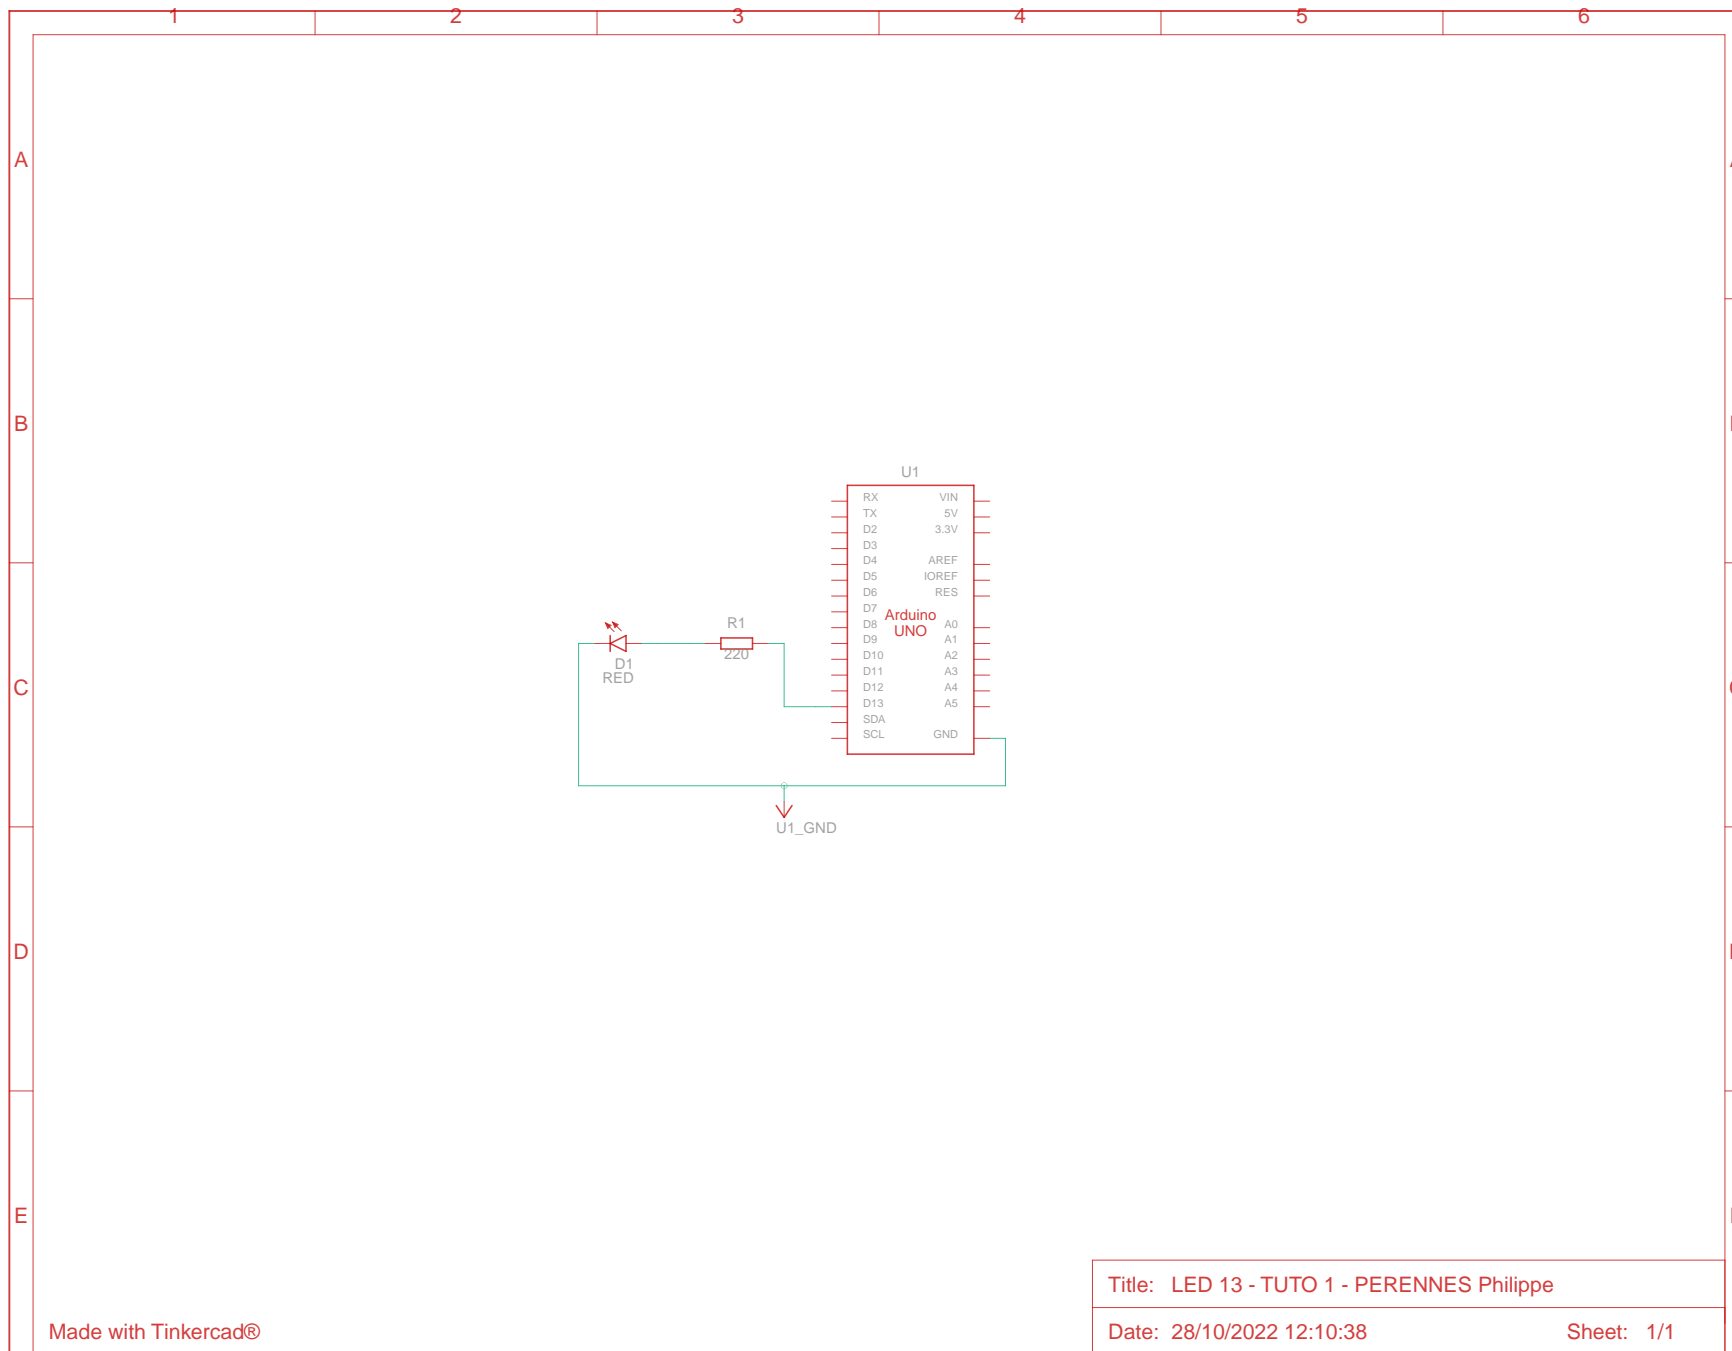 1 2 3 4 5 6
A
B
C
D
E
U1
RX VIN
TX 5V
D2 3.3V
D3
D4 AREF
D5 IOREF
D6 RES
D7
Arduino
UNO
D8 A0
D9 A1
D10 A2
D11 A3
D12 A4
D13 A5
SDA
SCL GND
R1
220
D1
RED
U1_GND
Title: LED 13 - TUTO 1 - PERENNES Philippe
Made with Tinkercad®
Date: 28/10/2022 12:10:38 Sheet: 1/1